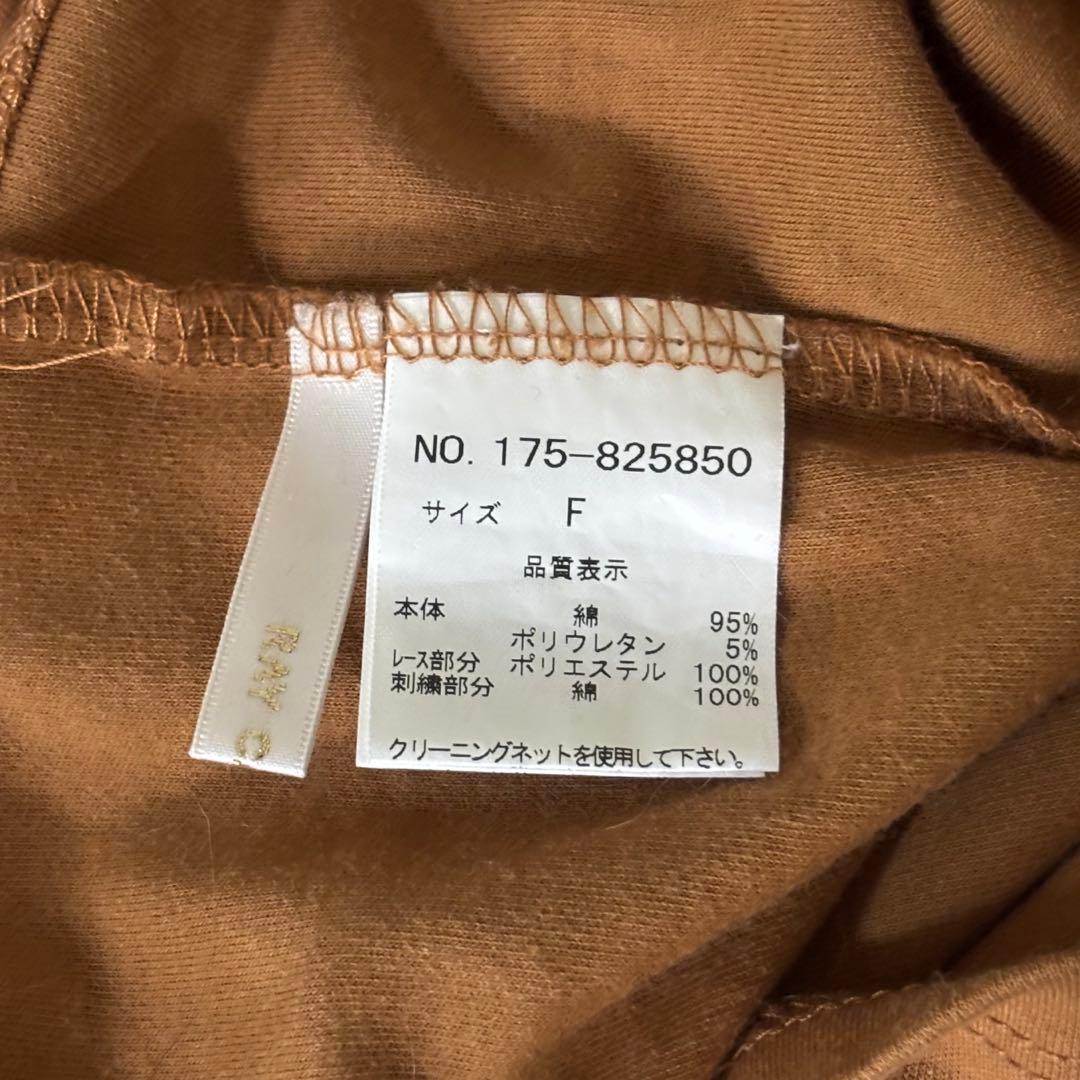 NO. 175-825850
サイズ F
品質表示
本体 綿 95%
ポリウレタン 5%
レース部分 ポリエステル 100%
刺繍部分 綿 100%
クリーニングネットを使用して下さい。
RAY C